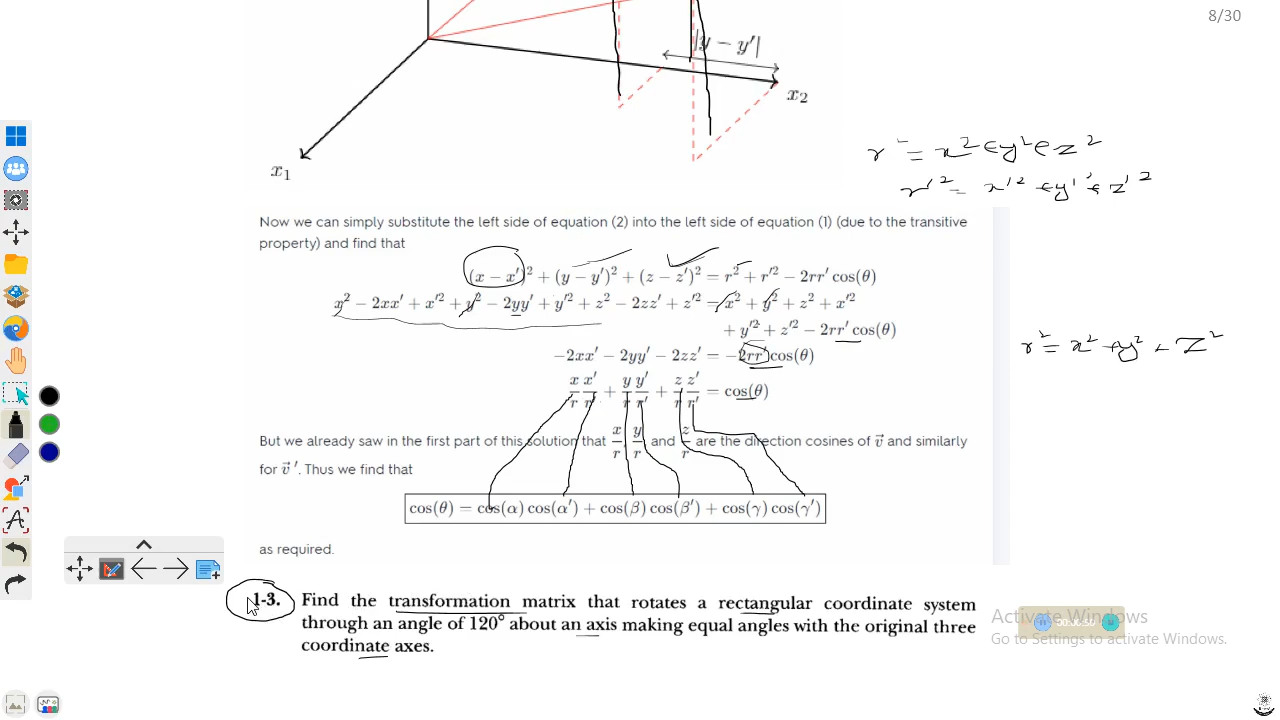 8/30
|y − y′|
x₂
x₁
r² = x² + y² + z²
r′² = x′² + y′² + z′²
Now we can simply substitute the left side of equation (2) into the left side of equation (1) (due to the transitive
property) and find that
(x − x′)² + (y − y′)² + (z − z′)² = r² + r′² − 2rr′ cos(θ)
x² − 2xx′ + x′² + y² − 2yy′ + y′² + z² − 2zz′ + z′² = x² + y² + z² + x′²
+ y′² + z′² − 2rr′ cos(θ)
r² = x² + y² + z²
−2xx′ − 2yy′ − 2zz′ = −2rr′ cos(θ)
x/r x′/r′ + y/r y′/r′ + z/r z′/r′ = cos(θ)
But we already saw in the first part of this solution that x/r, y/r and z/r are the direction cosines of v⃗ and similarly
for v⃗ ′. Thus we find that
cos(θ) = cos(α) cos(α′) + cos(β) cos(β′) + cos(γ) cos(γ′)
as required.
1-3. Find the transformation matrix that rotates a rectangular coordinate system
through an angle of 120° about an axis making equal angles with the original three
coordinate axes.
Activate Windows
Go to Settings to activate Windows.